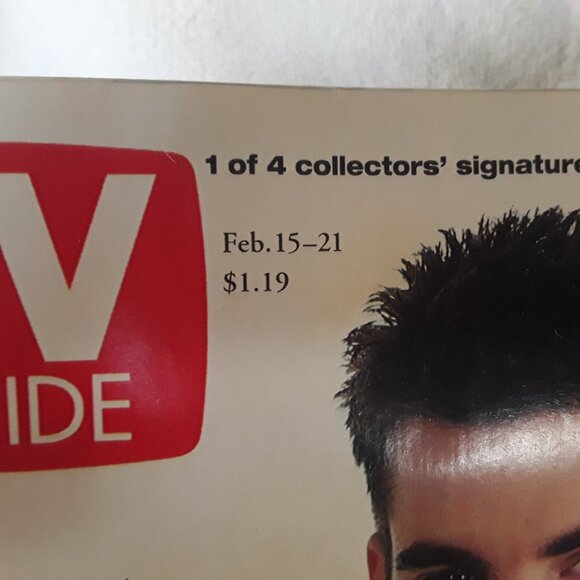 1 of 4 collectors' signature
V
Feb. 15–21
$1.19
IDE